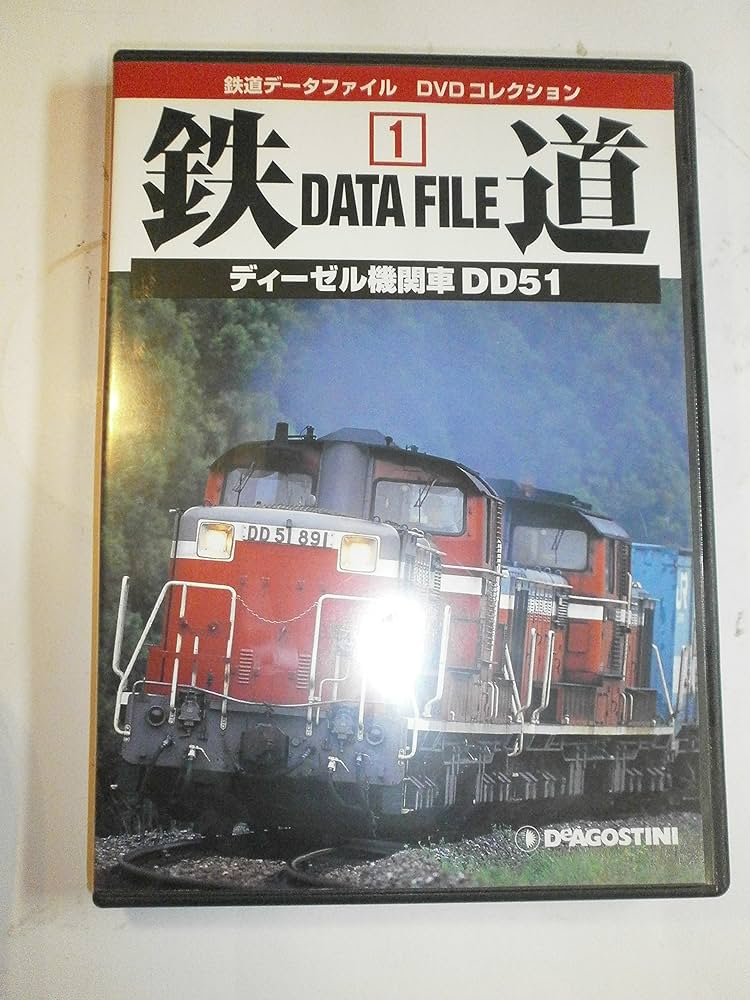 鉄道データファイル DVDコレクション
1
鉄 DATA FILE 道
ディーゼル機関車 DD51
DD51 891
JR
DeAGOSTINI